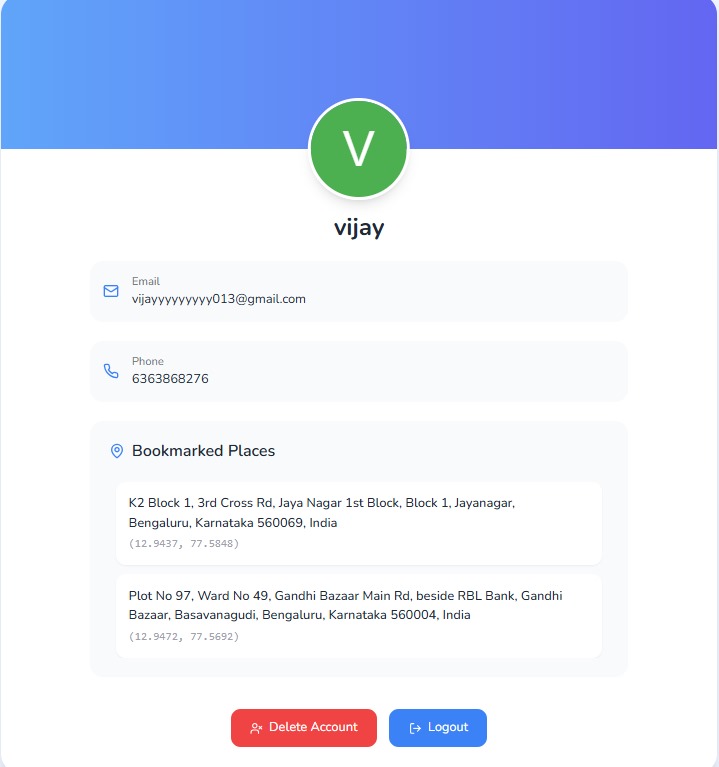 V
vijay
Email
vijayyyyyyyyy013@gmail.com
Phone
6363868276
Bookmarked Places
K2 Block 1, 3rd Cross Rd, Jaya Nagar 1st Block, Block 1, Jayanagar,
Bengaluru, Karnataka 560069, India
(12.9437, 77.5848)
Plot No 97, Ward No 49, Gandhi Bazaar Main Rd, beside RBL Bank, Gandhi
Bazaar, Basavanagudi, Bengaluru, Karnataka 560004, India
(12.9472, 77.5692)
Delete Account
Logout